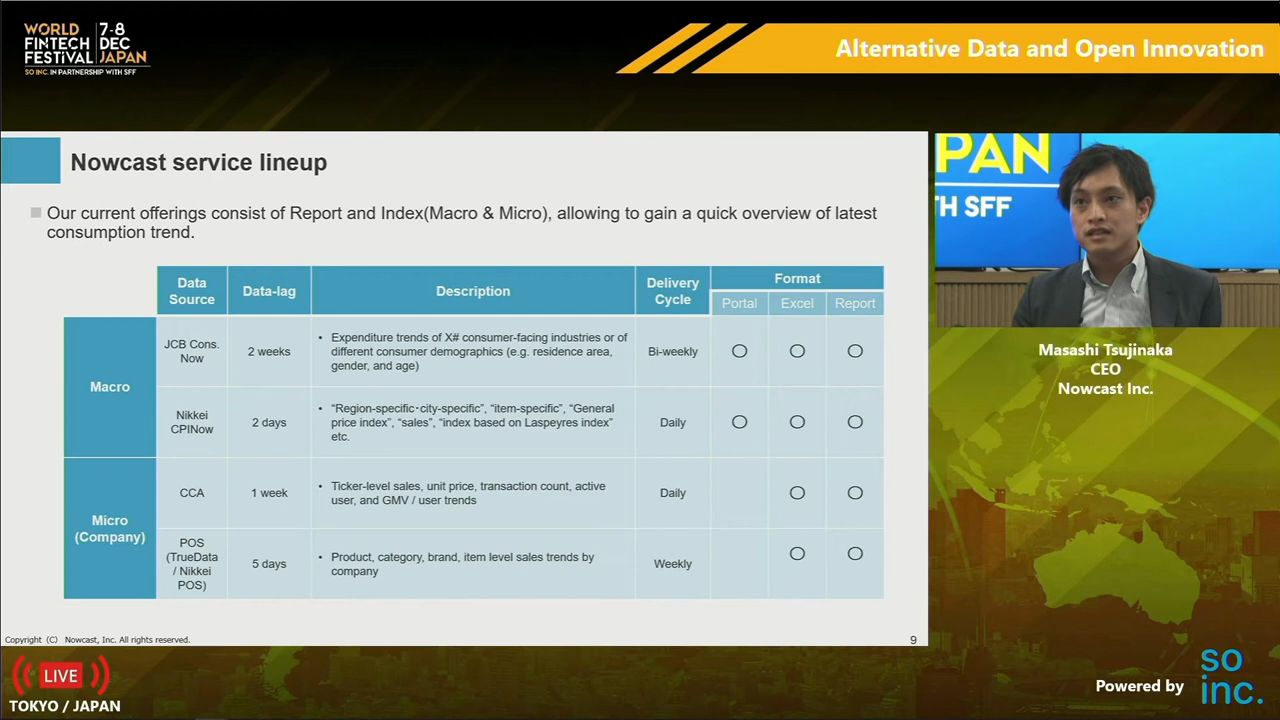 WORLD
FINTECH
FESTIVAL
7-8
DEC
JAPAN
SO INC. IN PARTNERSHIP WITH SFF
Alternative Data and Open Innovation
Nowcast service lineup
Our current offerings consist of Report and Index(Macro & Micro), allowing to gain a quick overview of latest
consumption trend.
Data
Source
Data-lag
Description
Delivery
Cycle
Format
Portal
Excel
Report
Macro
JCB Cons.
Now
2 weeks
• Expenditure trends of X# consumer-facing industries or of
different consumer demographics (e.g. residence area,
gender, and age)
Bi-weekly
○ ○ ○
Nikkei
CPINow
2 days
• “Region-specific・city-specific”, “item-specific”, “General
price index”, “sales”, “index based on Laspeyres index”
etc.
Daily
○ ○ ○
Micro
(Company)
CCA
1 week
• Ticker-level sales, unit price, transaction count, active
user, and GMV / user trends
Daily
○ ○
POS
(TrueData
/ Nikkei
POS)
5 days
• Product, category, brand, item level sales trends by
company
Weekly
○ ○
Copyright (C) Nowcast, Inc. All rights reserved.
9
PAN
TH SFF
Masashi Tsujinaka
CEO
Nowcast Inc.
LIVE
TOKYO / JAPAN
Powered by
so
inc.